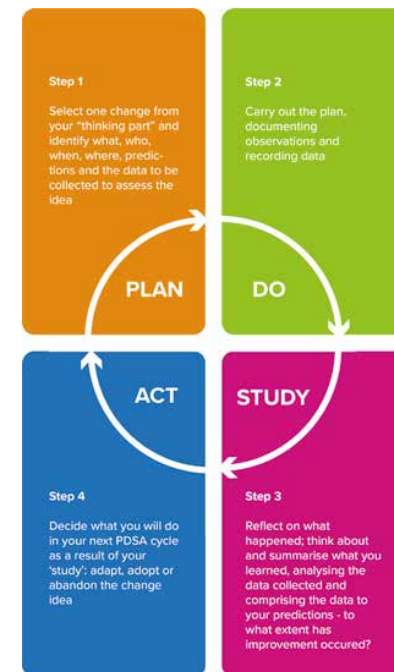 Step 1
Select one change from
your "thinking part" and
identify what, who,
when, where, predic-
tions and the data to be
collected to assess the
idea
PLAN
Step 2
Carry out the plan,
documenting
observations and
recording data
DO
STUDY
Step 3
Reflect on what
happened; think about
and summarise what you
learned, analysing the
data collected and
comprising the data to
your predictions - to
what extent has
improvement occured?
ACT
Step 4
Decide what you will do
in your next PDSA cycle
as a result of your
'study': adapt, adopt or
abandon the change
idea